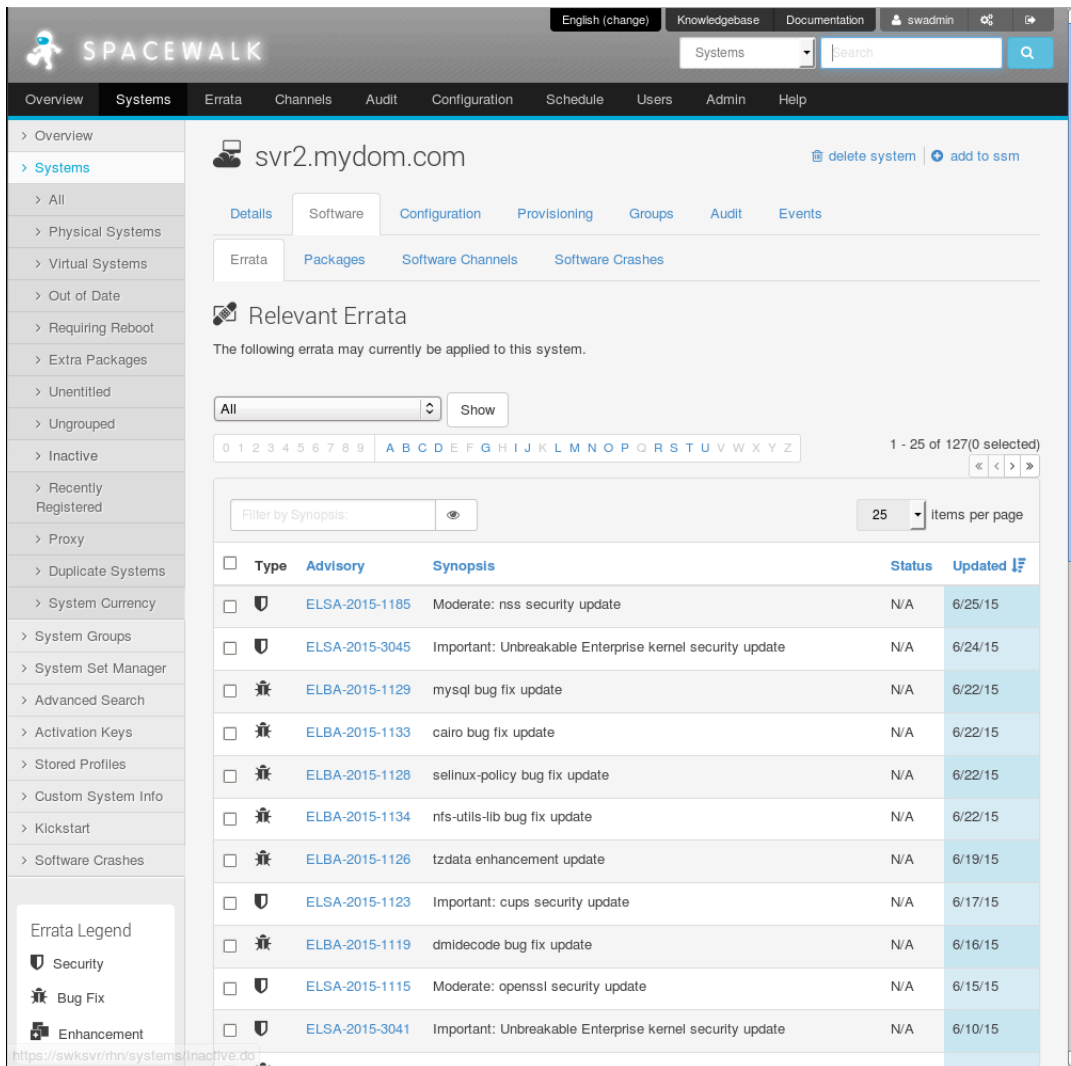 English (change) Knowledgebase Documentation swadmin
SPACEWALK
Systems Search
Overview Systems Errata Channels Audit Configuration Schedule Users Admin Help
> Overview
> Systems
> All
> Physical Systems
> Virtual Systems
> Out of Date
> Requiring Reboot
> Extra Packages
> Unentitled
> Ungrouped
> Inactive
> Recently
Registered
> Proxy
> Duplicate Systems
> System Currency
> System Groups
> System Set Manager
> Advanced Search
> Activation Keys
> Stored Profiles
> Custom System Info
> Kickstart
> Software Crashes
Errata Legend
Security
Bug Fix
Enhancement
https://swksvr/rhn/systems/Inactive.do
svr2.mydom.com
delete system | add to ssm
Details Software Configuration Provisioning Groups Audit Events
Errata Packages Software Channels Software Crashes
Relevant Errata
The following errata may currently be applied to this system.
All Show
0 1 2 3 4 5 6 7 8 9 A B C D E F G H I J K L M N O P Q R S T U V W X Y Z
1 - 25 of 127(0 selected)
« < > »
Filter by Synopsis:
25 items per page
Type Advisory Synopsis Status Updated
ELSA-2015-1185 Moderate: nss security update N/A 6/25/15
ELSA-2015-3045 Important: Unbreakable Enterprise kernel security update N/A 6/24/15
ELBA-2015-1129 mysql bug fix update N/A 6/22/15
ELBA-2015-1133 cairo bug fix update N/A 6/22/15
ELBA-2015-1128 selinux-policy bug fix update N/A 6/22/15
ELBA-2015-1134 nfs-utils-lib bug fix update N/A 6/22/15
ELBA-2015-1126 tzdata enhancement update N/A 6/19/15
ELSA-2015-1123 Important: cups security update N/A 6/17/15
ELBA-2015-1119 dmidecode bug fix update N/A 6/16/15
ELSA-2015-1115 Moderate: openssl security update N/A 6/15/15
ELSA-2015-3041 Important: Unbreakable Enterprise kernel security update N/A 6/10/15